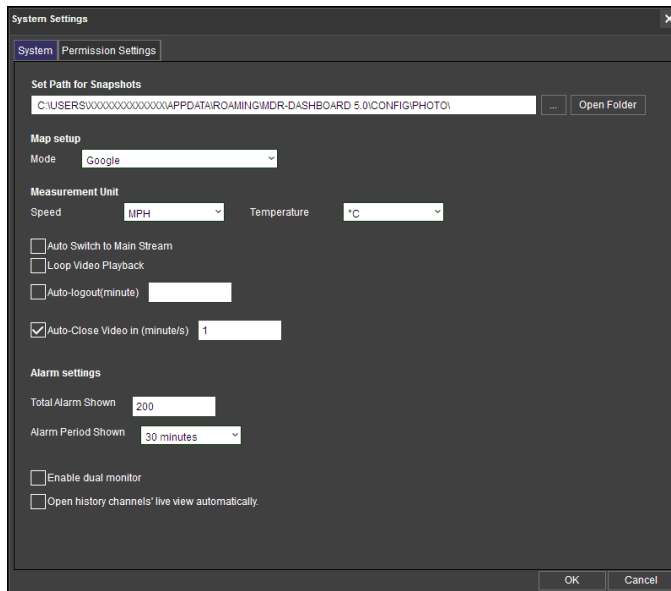 System Settings
System Permission Settings
Set Path for Snapshots
C:\USERS\XXXXXXXXXXXXX\APPDATA\ROAMING\MDR-DASHBOARD 5.0\CONFIG\PHOTO\ ... Open Folder
Map setup
Mode Google
Measurement Unit
Speed MPH Temperature °C
Auto Switch to Main Stream
Loop Video Playback
Auto-logout(minute)
Auto-Close Video in (minute/s) 1
Alarm settings
Total Alarm Shown 200
Alarm Period Shown 30 minutes
Enable dual monitor
Open history channels' live view automatically.
OK Cancel